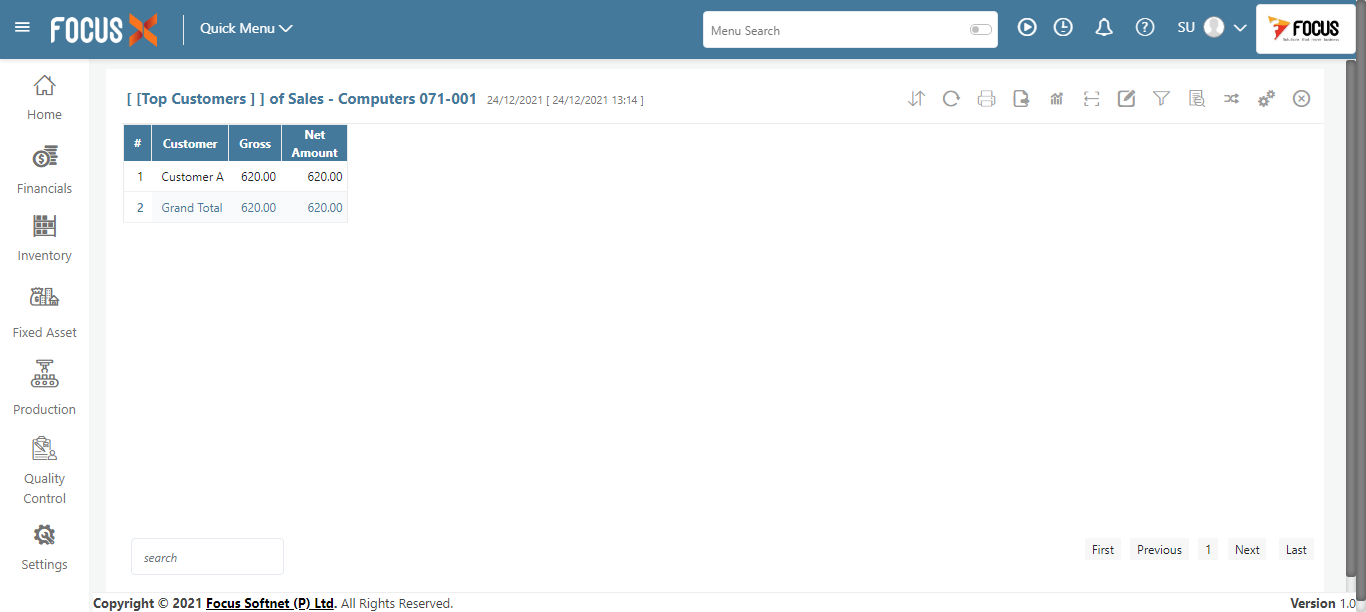 FOCUS X
Quick Menu
Menu Search
SU
FOCUS
Home
Financials
Inventory
Fixed Asset
Production
Quality
Control
Settings
[ [Top Customers ] ] of Sales - Computers 071-001 24/12/2021 [ 24/12/2021 13:14 ]
# Customer Gross Net Amount
1 Customer A 620.00 620.00
2 Grand Total 620.00 620.00
search
First Previous 1 Next Last
Copyright © 2021 Focus Softnet (P) Ltd. All Rights Reserved.
Version 1.0